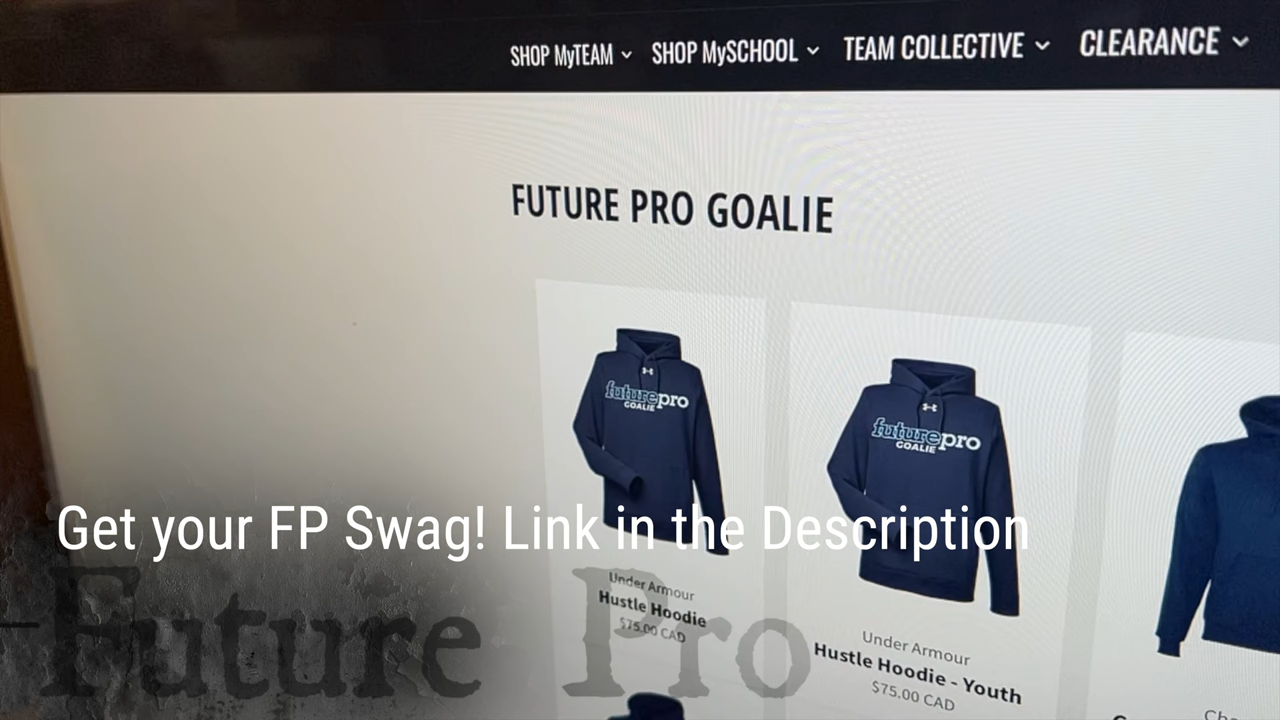 SHOP MyTEAM SHOP MySCHOOL TEAM COLLECTIVE CLEARANCE
FUTURE PRO GOALIE
futurepro
GOALIE
futurepro
GOALIE
Get your FP Swag! Link in the Description
Under Armour
Hustle Hoodie
$75.00 CAD
Under Armour
Hustle Hoodie - Youth
$75.00 CAD
Future Pro